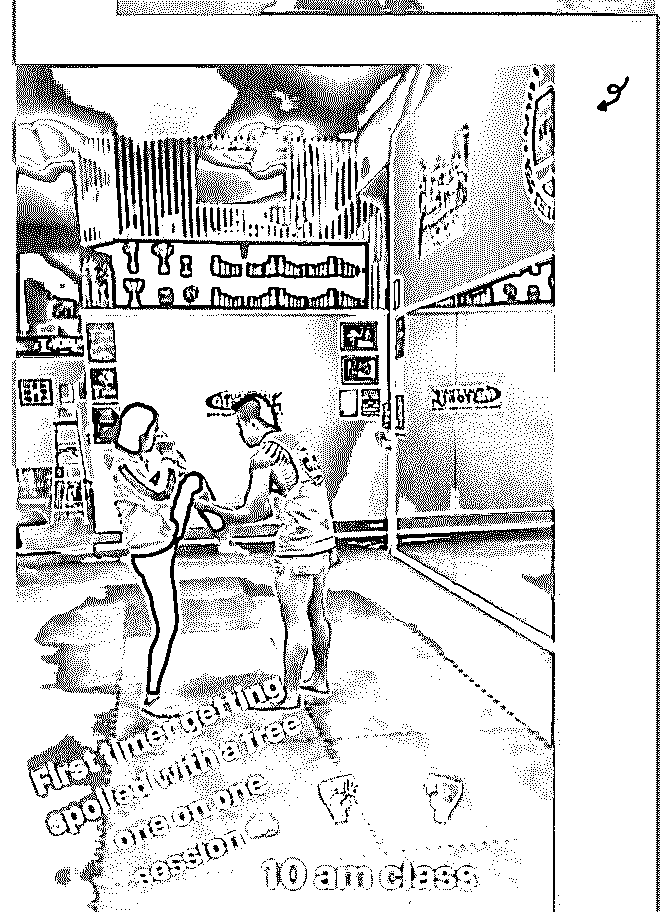 First timer getting
spoiled with a free
one on one
session
10 am class